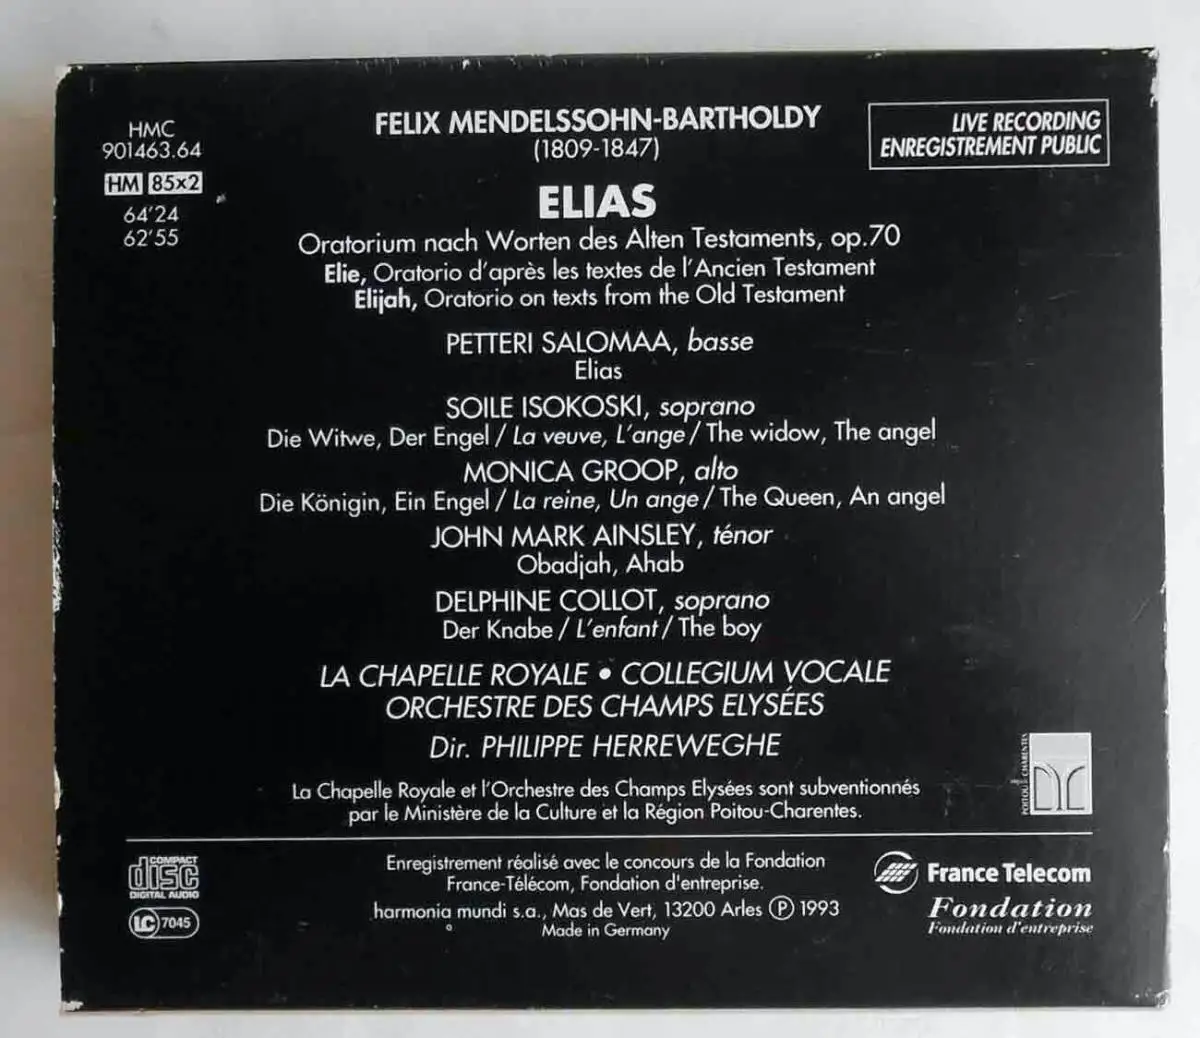 HMC
901463.64
HM 85x2
64'24
62'55
FELIX MENDELSSOHN-BARTHOLDY
(1809-1847)
LIVE RECORDING
ENREGISTREMENT PUBLIC
ELIAS
Oratorium nach Worten des Alten Testaments, op.70
Elie, Oratorio d'après les textes de l'Ancien Testament
Elijah, Oratorio on texts from the Old Testament
PETTERI SALOMAA, basse
Elias
SOILE ISOKOSKI, soprano
Die Witwe, Der Engel / La veuve, L'ange / The widow, The angel
MONICA GROOP, alto
Die Königin, Ein Engel / La reine, Un ange / The Queen, An angel
JOHN MARK AINSLEY, ténor
Obadjah, Ahab
DELPHINE COLLOT, soprano
Der Knabe / L'enfant / The boy
LA CHAPELLE ROYALE • COLLEGIUM VOCALE
ORCHESTRE DES CHAMPS ELYSÉES
Dir. PHILIPPE HERREWEGHE
POITOU-CHARENTES
La Chapelle Royale et l'Orchestre des Champs Elysées sont subventionnés
par le Ministère de la Culture et la Région Poitou-Charentes.
COMPACT
disc
DIGITAL AUDIO
LC 7045
Enregistrement réalisé avec le concours de la Fondation
France-Télécom, Fondation d'entreprise.
harmonia mundi s.a., Mas de Vert, 13200 Arles Ⓟ 1993
Made in Germany
France Telecom
Fondation
Fondation d'entreprise